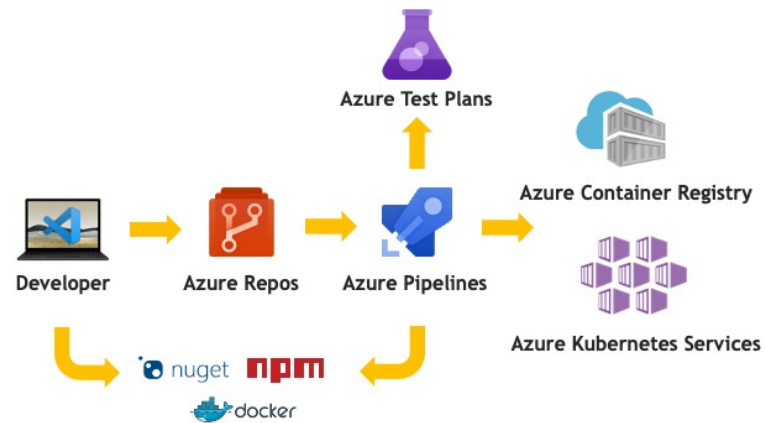 Azure Test Plans
Azure Container Registry
Developer
Azure Repos
Azure Pipelines
Azure Kubernetes Services
nuget
npm
docker